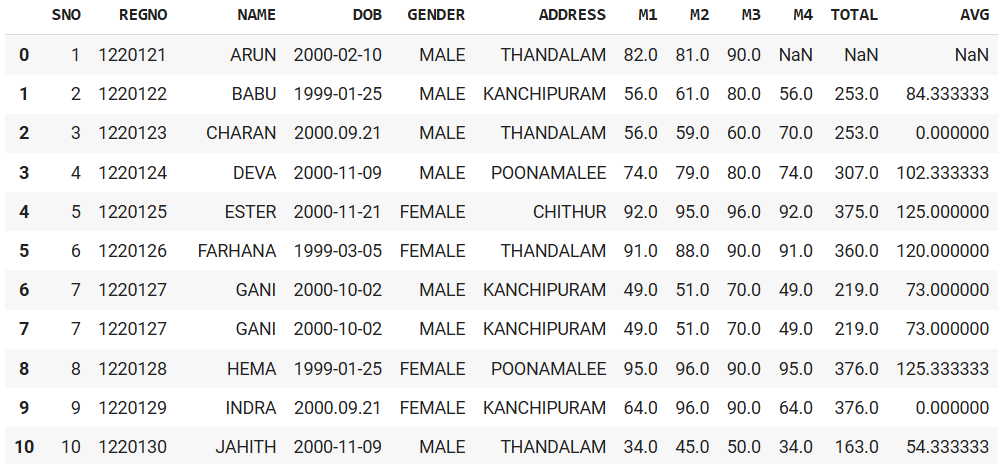 SNO REGNO NAME DOB GENDER ADDRESS M1 M2 M3 M4 TOTAL AVG
0 1 1220121 ARUN 2000-02-10 MALE THANDALAM 82.0 81.0 90.0 NaN NaN NaN
1 2 1220122 BABU 1999-01-25 MALE KANCHIPURAM 56.0 61.0 80.0 56.0 253.0 84.333333
2 3 1220123 CHARAN 2000.09.21 MALE THANDALAM 56.0 59.0 60.0 70.0 253.0 0.000000
3 4 1220124 DEVA 2000-11-09 MALE POONAMALEE 74.0 79.0 80.0 74.0 307.0 102.333333
4 5 1220125 ESTER 2000-11-21 FEMALE CHITHUR 92.0 95.0 96.0 92.0 375.0 125.000000
5 6 1220126 FARHANA 1999-03-05 FEMALE THANDALAM 91.0 88.0 90.0 91.0 360.0 120.000000
6 7 1220127 GANI 2000-10-02 MALE KANCHIPURAM 49.0 51.0 70.0 49.0 219.0 73.000000
7 7 1220127 GANI 2000-10-02 MALE KANCHIPURAM 49.0 51.0 70.0 49.0 219.0 73.000000
8 8 1220128 HEMA 1999-01-25 FEMALE POONAMALEE 95.0 96.0 90.0 95.0 376.0 125.333333
9 9 1220129 INDRA 2000.09.21 FEMALE KANCHIPURAM 64.0 96.0 90.0 64.0 376.0 0.000000
10 10 1220130 JAHITH 2000-11-09 MALE THANDALAM 34.0 45.0 50.0 34.0 163.0 54.333333